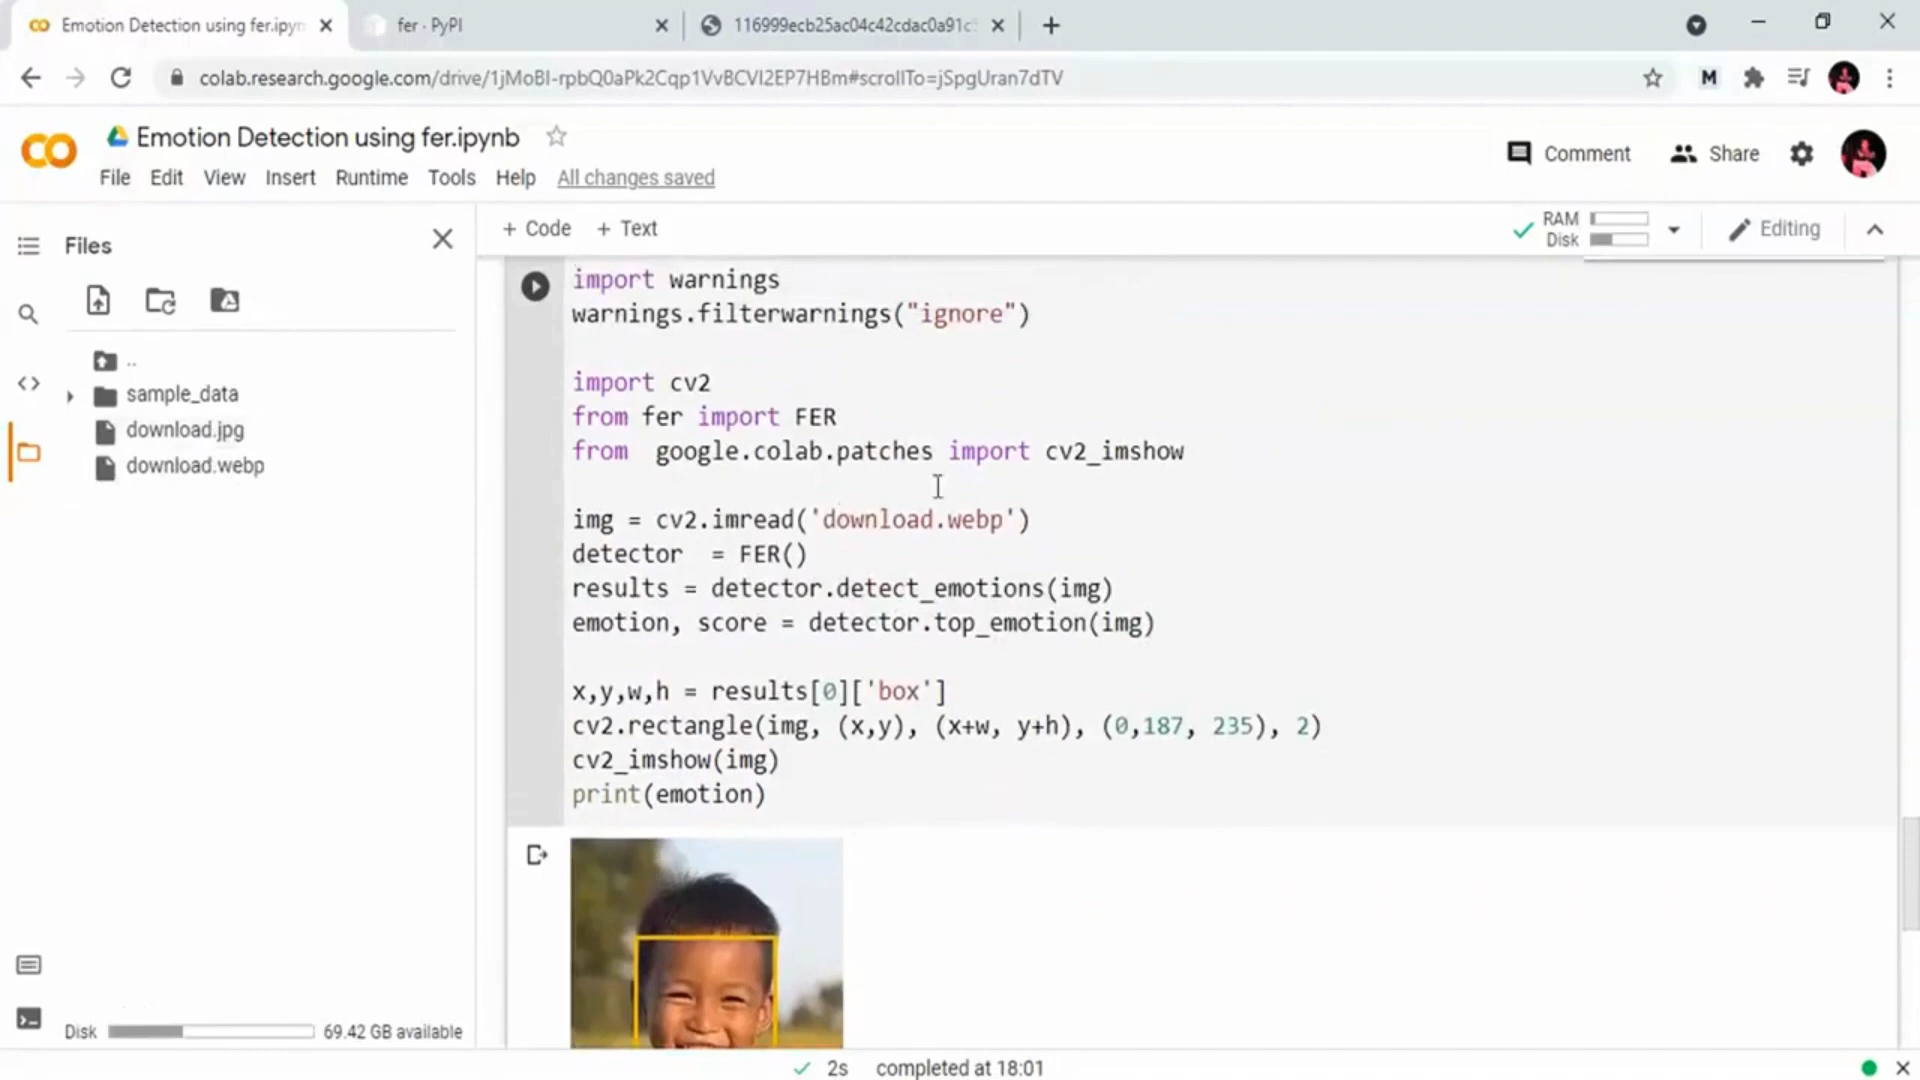 Emotion Detection using fer.ipyn
fer · PyPI
116999ecb25ac04c42cdac0a91c
colab.research.google.com/drive/1jMoBI-rpbQ0aPk2Cqp1VvBCVI2EP7HBm#scrollTo=jSpgUran7dTV
M
CO
Emotion Detection using fer.ipynb
Comment
Share
File Edit View Insert Runtime Tools Help All changes saved
Files
+ Code + Text
RAM
Disk
Editing
..
sample_data
download.jpg
download.webp
import warnings
warnings.filterwarnings("ignore")
import cv2
from fer import FER
from  google.colab.patches import cv2_imshow
img = cv2.imread('download.webp')
detector  = FER()
results = detector.detect_emotions(img)
emotion, score = detector.top_emotion(img)
x,y,w,h = results[0]['box']
cv2.rectangle(img, (x,y), (x+w, y+h), (0,187, 235), 2)
cv2_imshow(img)
print(emotion)
Disk
69.42 GB available
2s completed at 18:01